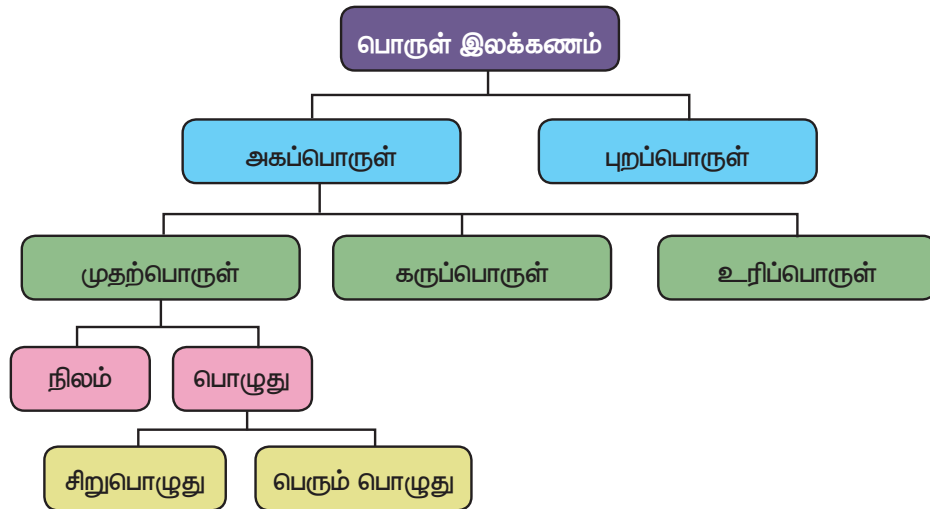 பொருள் இலக்கணம்
அகப்பொருள்
புறப்பொருள்
முதற்பொருள்
கருப்பொருள்
உரிப்பொருள்
நிலம்
பொழுது
சிறுபொழுது
பெரும் பொழுது